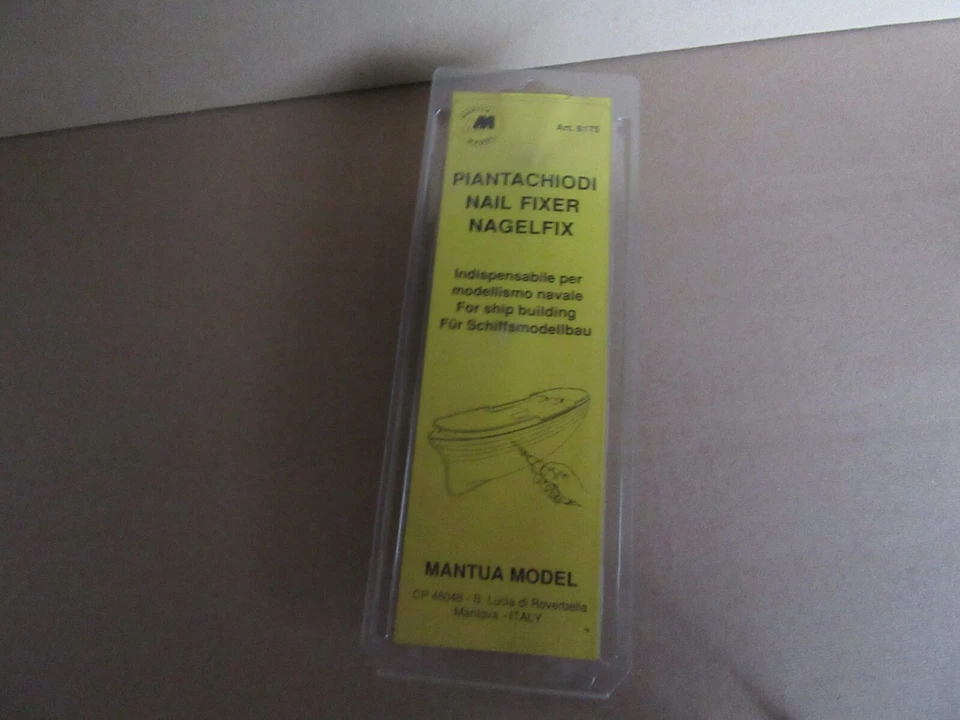 M
Art. 8175
PIANTACHIODI
NAIL FIXER
NAGELFIX
Indispensabile per
modellismo navale
For ship building
Für Schiffsmodellbau
MANTUA MODEL
CP 46048 - S. Lucia di Roverbella
Mantova - ITALY